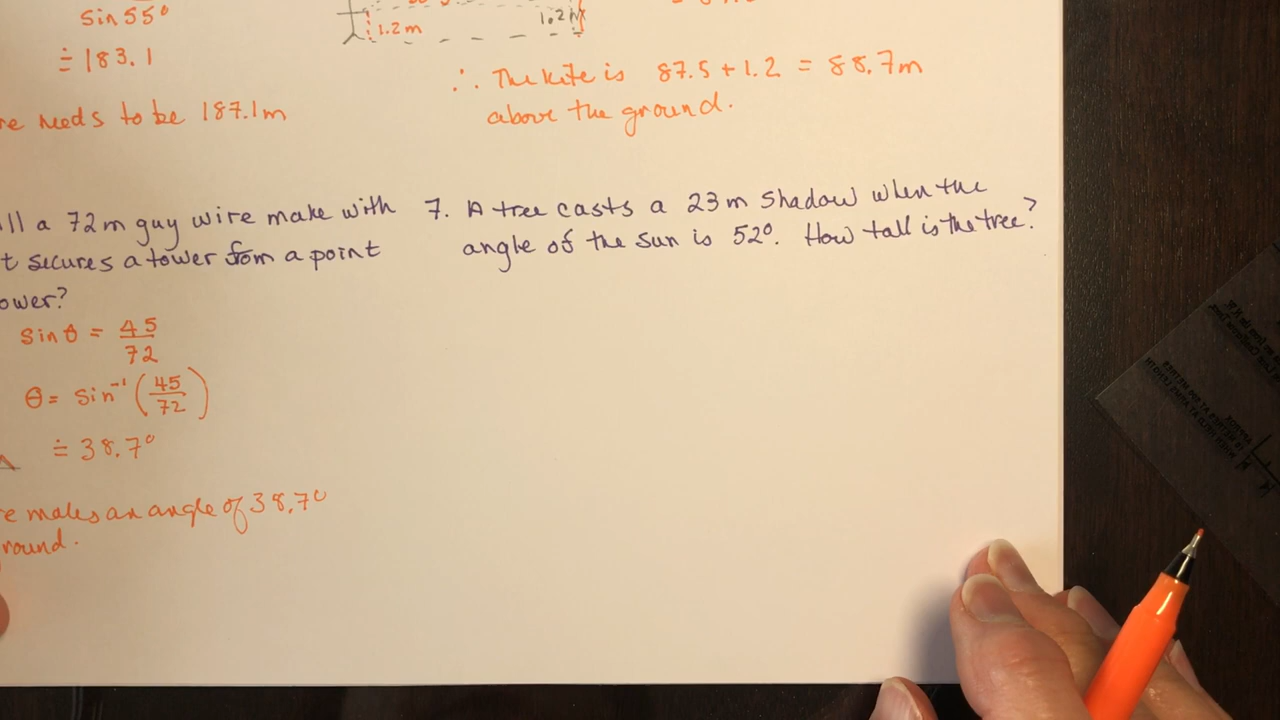 sin 55°
≐ 183.1
re needs to be 187.1m
1.2m
1.2m
∴ The kite is 87.5 + 1.2 = 88.7m
above the ground.
ill a 72m guy wire make with
t secures a tower from a point
ower?
sin θ = 45/72
θ = sin⁻¹(45/72)
≐ 38.7°
re makes an angle of 38.7°
round.
7. A tree casts a 23m shadow when the
angle of the sun is 52°. How tall is the tree?